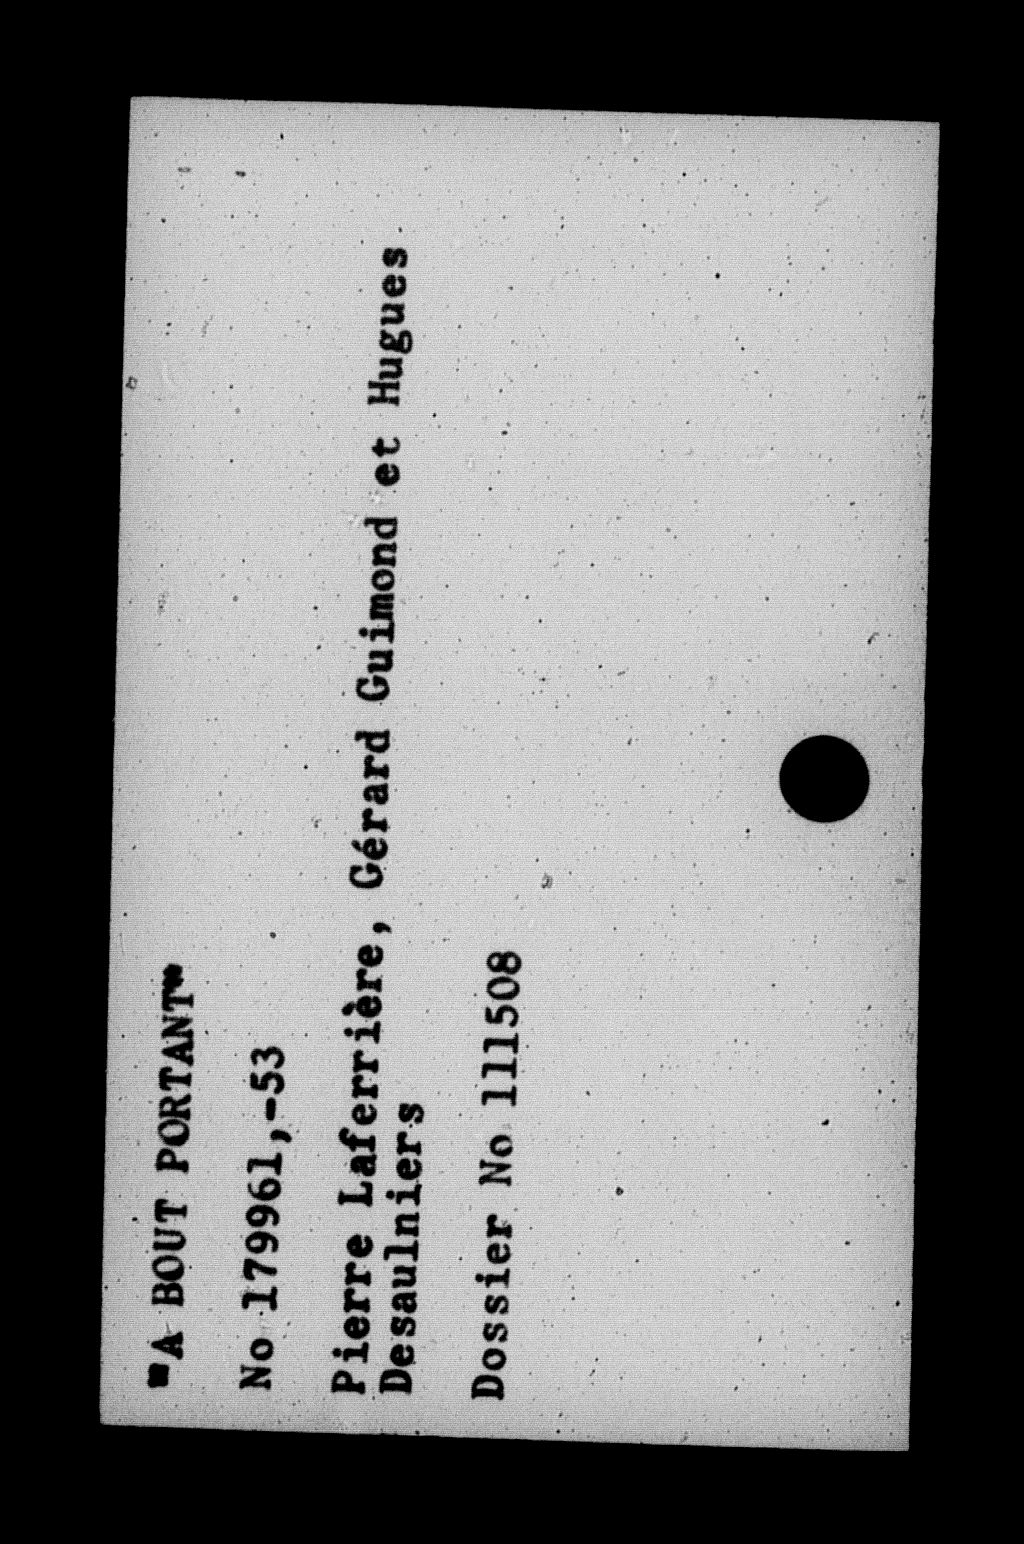 "A BOUT PORTANT"
No 179961,-53
Pierre Laferrière, Gérard Guimond et Hugues
Desaulniers
Dossier No 111508